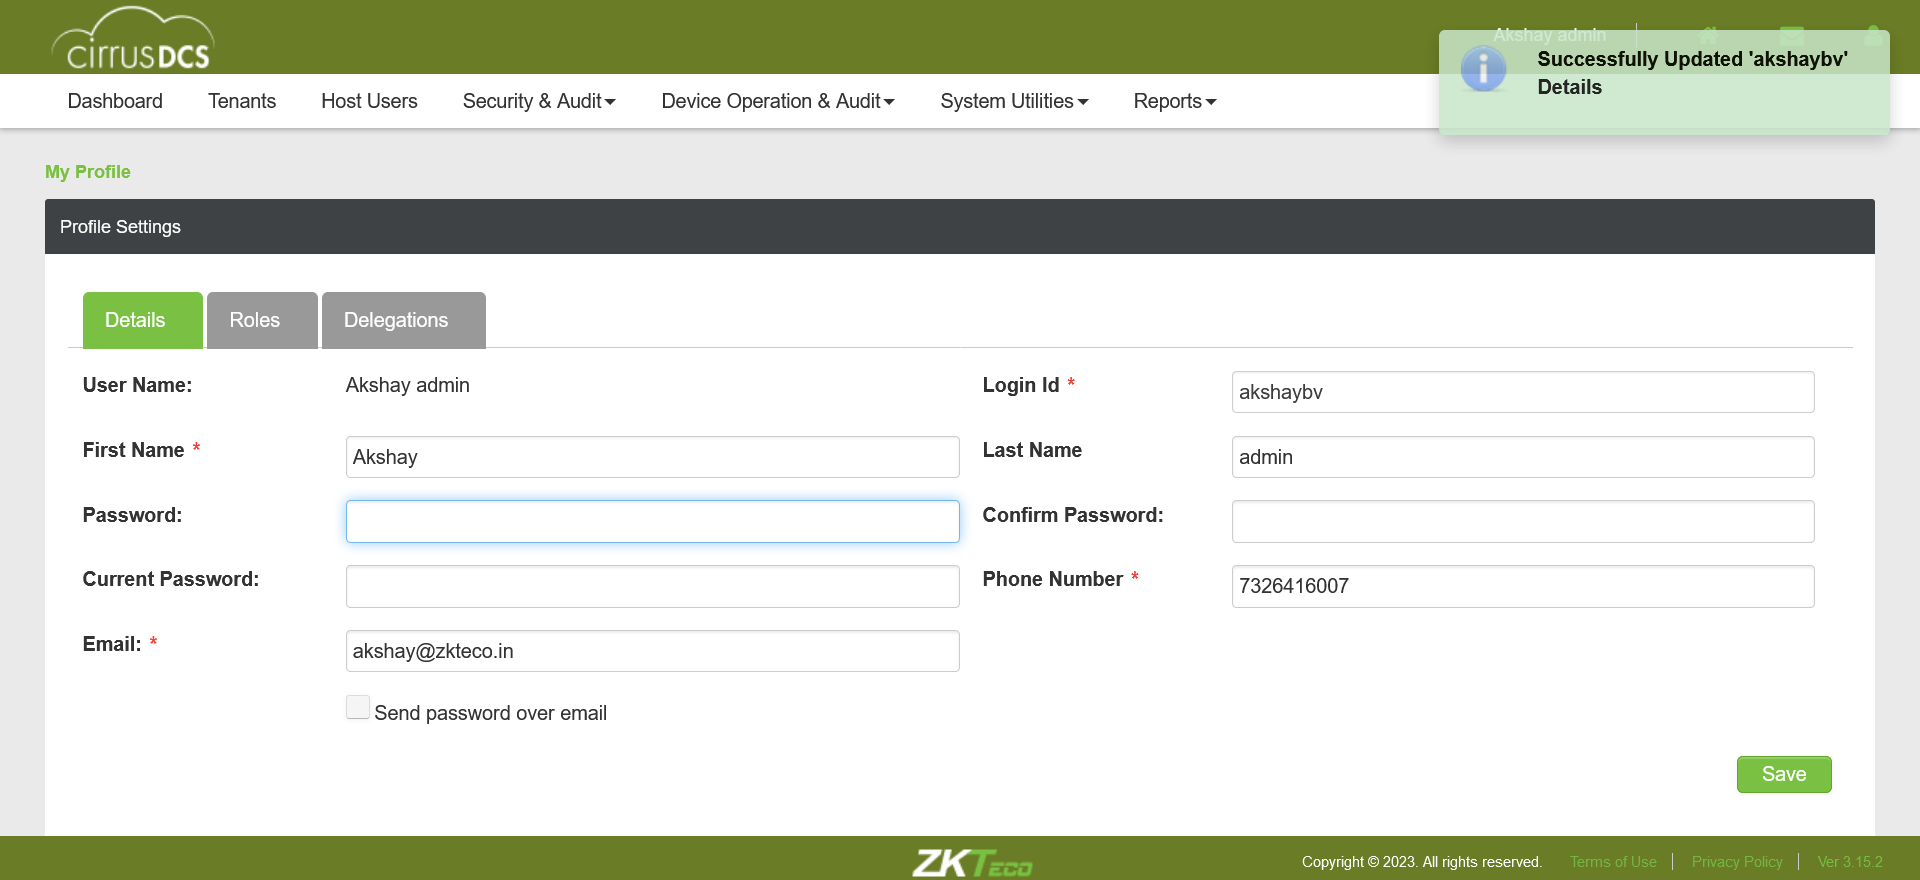 cirrusDCS
Akshay admin
Successfully Updated 'akshaybv'
Details
Dashboard Tenants Host Users Security & Audit Device Operation & Audit System Utilities Reports
My Profile
Profile Settings
Details Roles Delegations
User Name: Akshay admin Login Id * akshaybv
First Name * Akshay Last Name admin
Password: Confirm Password:
Current Password: Phone Number * 7326416007
Email: * akshay@zkteco.in
Send password over email
Save
ZKTECO Copyright © 2023. All rights reserved. Terms of Use Privacy Policy Ver 3.15.2